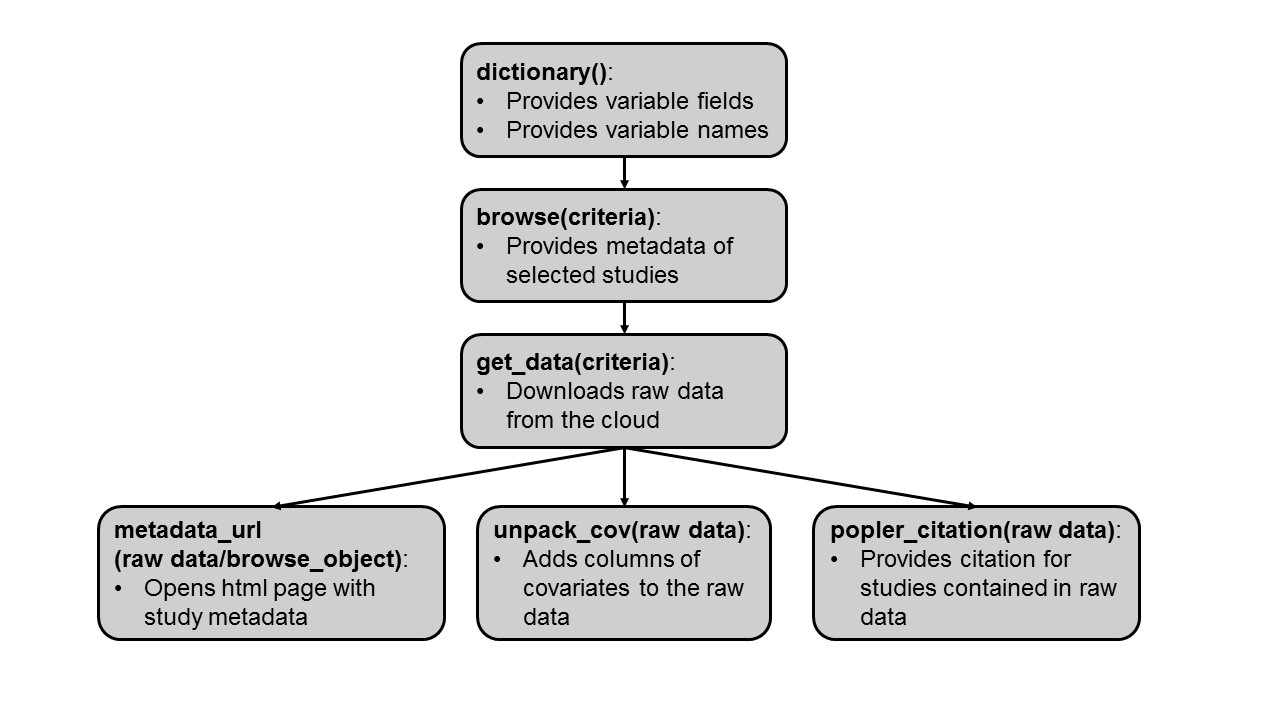 dictionary():
• Provides variable fields
• Provides variable names
browse(criteria):
• Provides metadata of
selected studies
get_data(criteria):
• Downloads raw data
from the cloud
metadata_url
(raw data/browse_object):
• Opens html page with
study metadata
unpack_cov(raw data):
• Adds columns of
covariates to the raw
data
popler_citation(raw data):
• Provides citation for
studies contained in raw
data